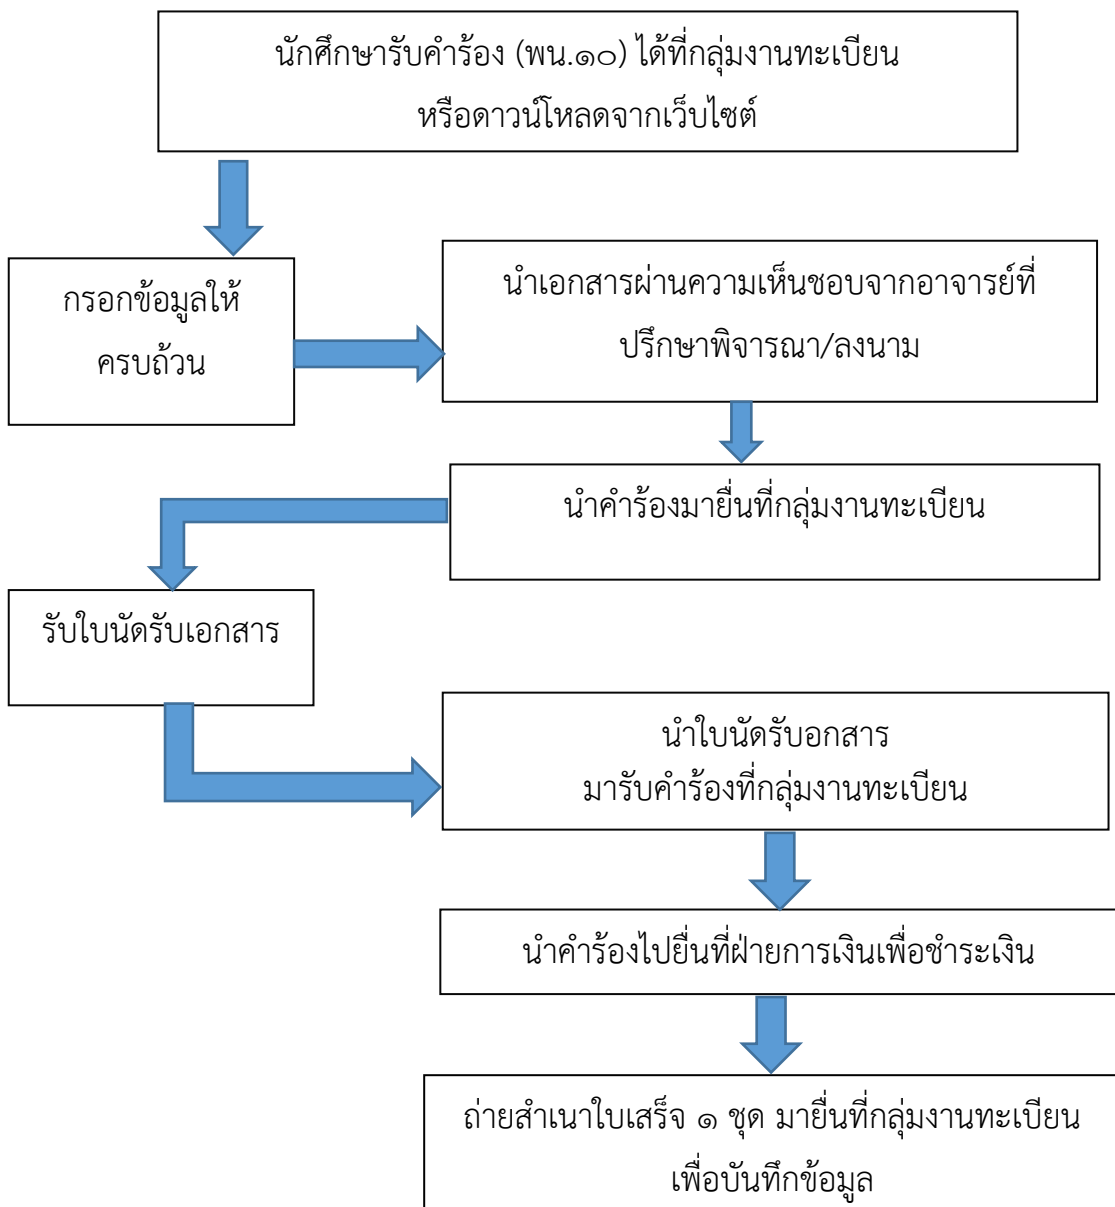 นักศึกษารับคำร้อง (พน.๑๐) ได้ที่กลุ่มงานทะเบียน
หรือดาวน์โหลดจากเว็บไซต์
กรอกข้อมูลให้
ครบถ้วน
นำเอกสารผ่านความเห็นชอบจากอาจารย์ที่
ปรึกษาพิจารณา/ลงนาม
นำคำร้องมายื่นที่กลุ่มงานทะเบียน
รับใบนัดรับเอกสาร
นำใบนัดรับอกสาร
มารับคำร้องที่กลุ่มงานทะเบียน
นำคำร้องไปยื่นที่ฝ่ายการเงินเพื่อชำระเงิน
ถ่ายสำเนาใบเสร็จ ๑ ชุด มายื่นที่กลุ่มงานทะเบียน
เพื่อบันทึกข้อมูล